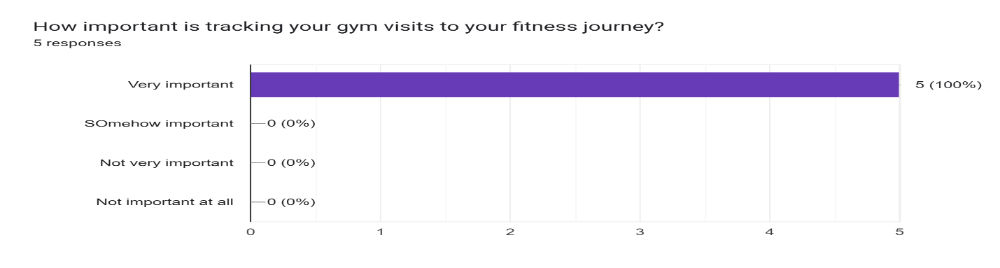 How important is tracking your gym visits to your fitness journey?
5 responses
Very important
5 (100%)
SOmehow important
0 (0%)
Not very important
0 (0%)
Not important at all
0 (0%)
0 1 2 3 4 5